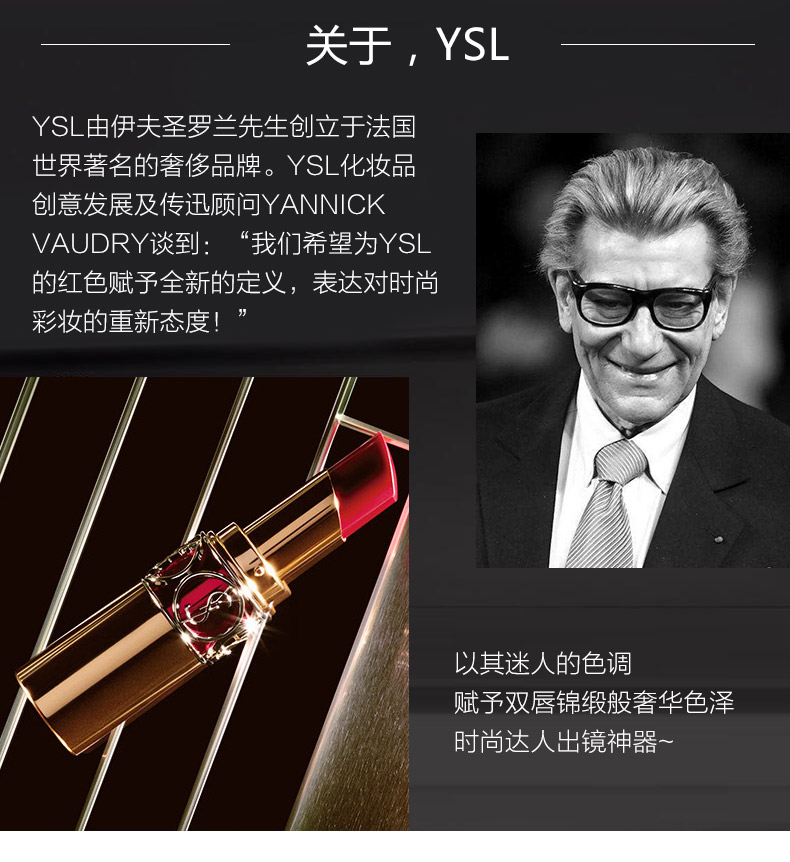 关于，YSL
YSL由伊夫圣罗兰先生创立于法国
世界著名的奢侈品牌。YSL化妆品
创意发展及传迅顾问YANNICK
VAUDRY谈到：“我们希望为YSL
的红色赋予全新的定义，表达对时尚
彩妆的重新态度！”
以其迷人的色调
赋予双唇锦缎般奢华色泽
时尚达人出镜神器~